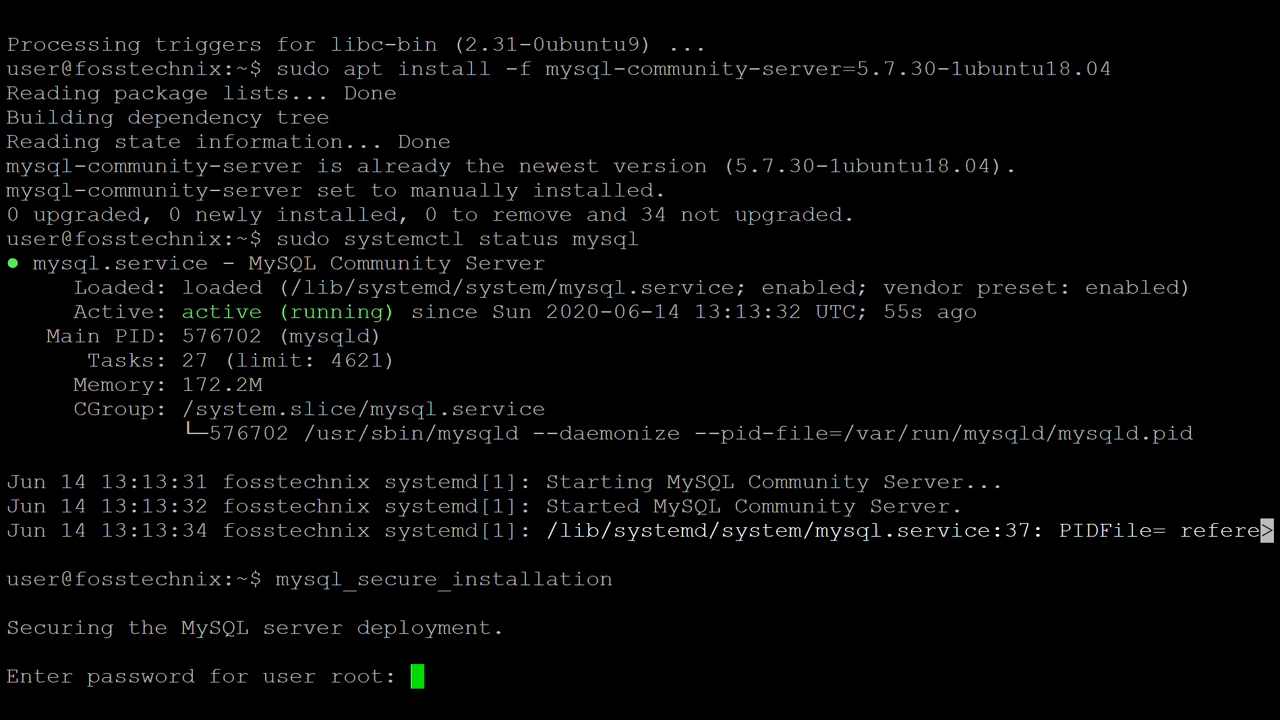 Processing triggers for libc-bin (2.31-0ubuntu9) ...
user@fosstechnix:~$ sudo apt install -f mysql-community-server=5.7.30-1ubuntu18.04
Reading package lists... Done
Building dependency tree
Reading state information... Done
mysql-community-server is already the newest version (5.7.30-1ubuntu18.04).
mysql-community-server set to manually installed.
0 upgraded, 0 newly installed, 0 to remove and 34 not upgraded.
user@fosstechnix:~$ sudo systemctl status mysql
● mysql.service - MySQL Community Server
     Loaded: loaded (/lib/systemd/system/mysql.service; enabled; vendor preset: enabled)
     Active: active (running) since Sun 2020-06-14 13:13:32 UTC; 55s ago
   Main PID: 576702 (mysqld)
      Tasks: 27 (limit: 4621)
     Memory: 172.2M
     CGroup: /system.slice/mysql.service
             └─576702 /usr/sbin/mysqld --daemonize --pid-file=/var/run/mysqld/mysqld.pid
Jun 14 13:13:31 fosstechnix systemd[1]: Starting MySQL Community Server...
Jun 14 13:13:32 fosstechnix systemd[1]: Started MySQL Community Server.
Jun 14 13:13:34 fosstechnix systemd[1]: /lib/systemd/system/mysql.service:37: PIDFile= refere>
user@fosstechnix:~$ mysql_secure_installation
Securing the MySQL server deployment.
Enter password for user root: